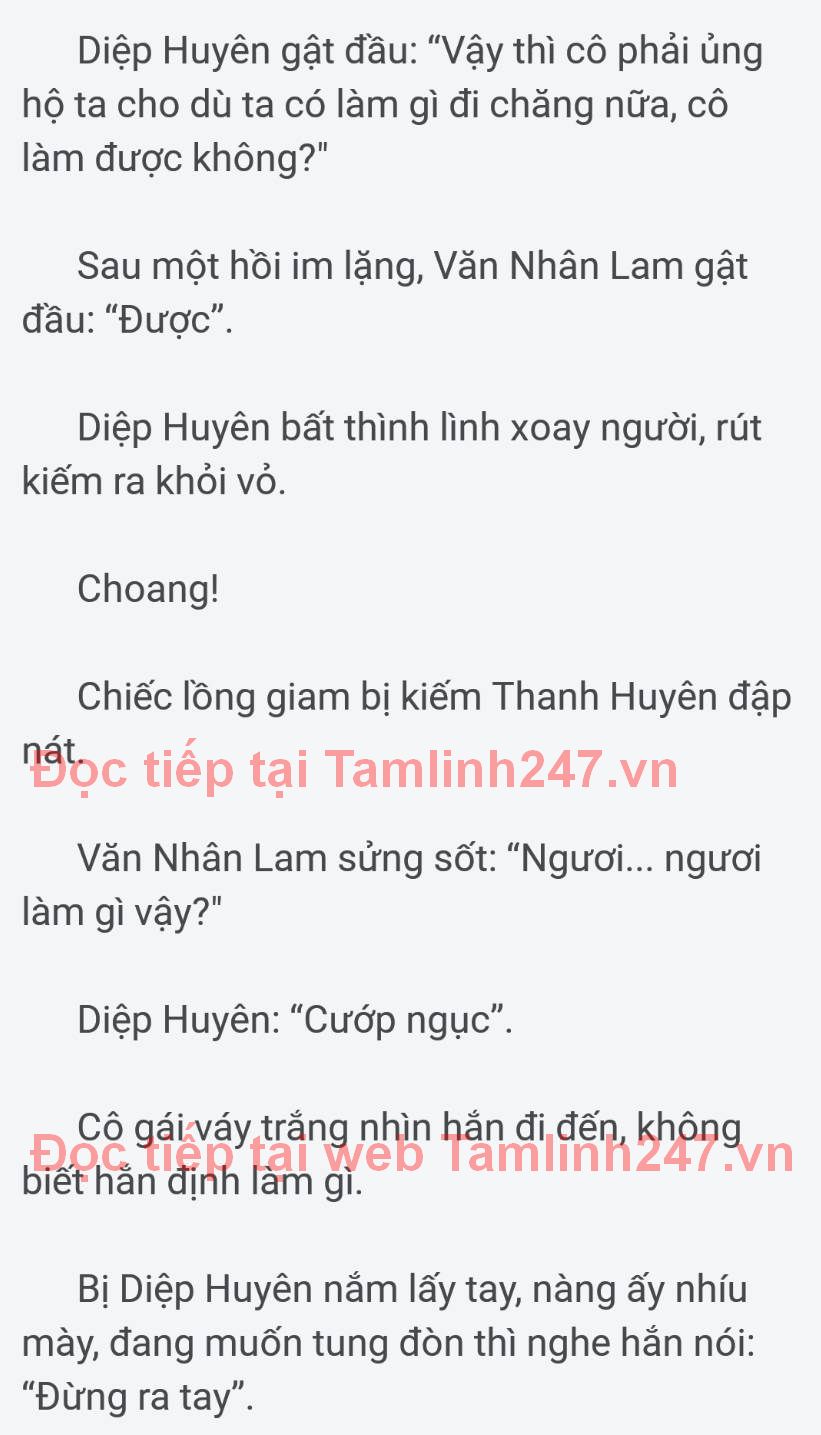 Diệp Huyên gật đầu: “Vậy thì cô phải ủng
hộ ta cho dù ta có làm gì đi chăng nữa, cô
làm được không?"
Sau một hồi im lặng, Văn Nhân Lam gật
đầu: “Được”.
Diệp Huyên bất thình lình xoay người, rút
kiếm ra khỏi vỏ.
Choang!
Chiếc lồng giam bị kiếm Thanh Huyên đập
nát.
Đọc tiếp tại Tamlinh247.vn
Văn Nhân Lam sửng sốt: “Ngươi... ngươi
làm gì vậy?"
Diệp Huyên: “Cướp ngục”.
Cô gái váy trắng nhìn hắn đi đến, không
Đọc tiếp tại web Tamlinh247.vn
biết hắn định làm gì.
Bị Diệp Huyên nắm lấy tay, nàng ấy nhíu
mày, đang muốn tung đòn thì nghe hắn nói:
“Đừng ra tay”.